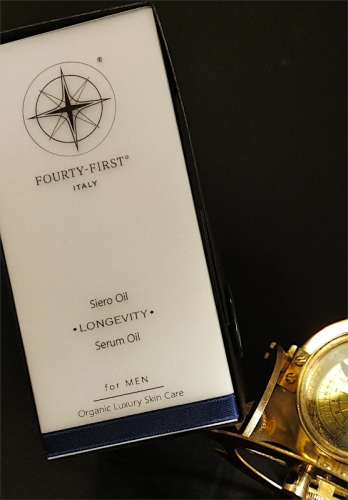 ®
FOURTY-FIRST°
ITALY
Siero Oil
•LONGEVITY•
Serum Oil
for MEN
Organic Luxury Skin Care